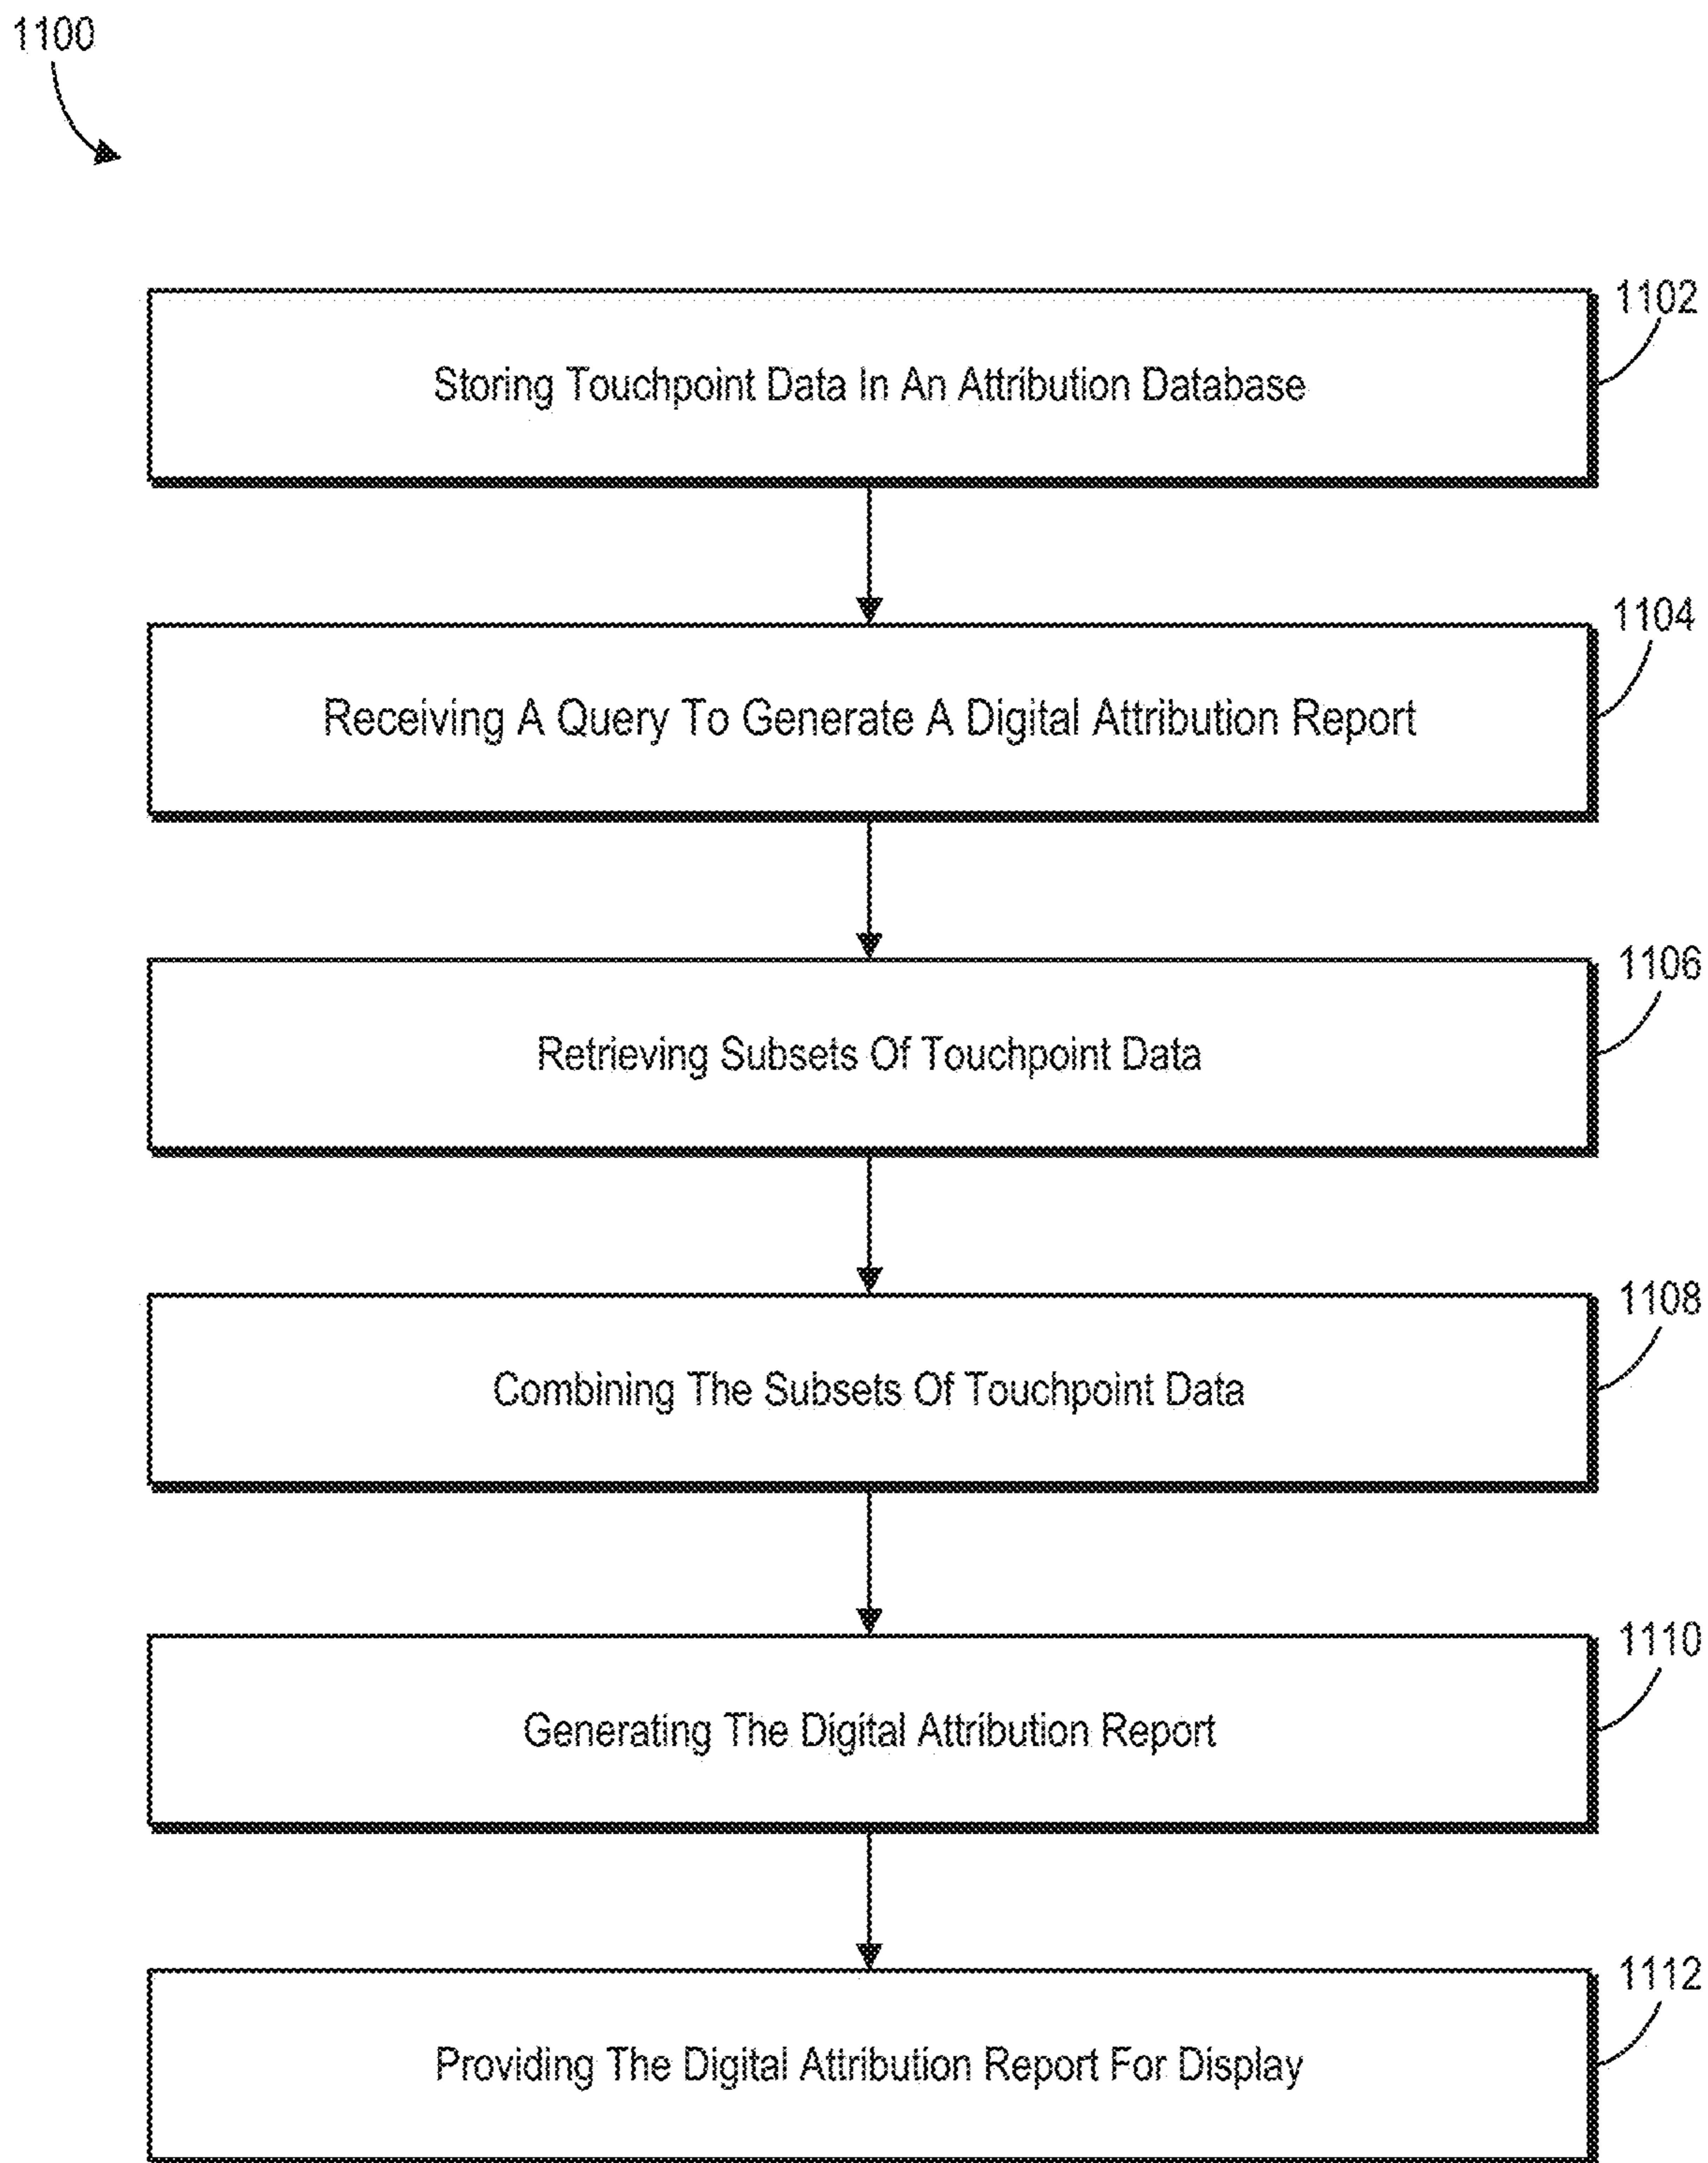 1100
1102
Storing Touchpoint Data In An Attribution Database
1104
Receiving A Query To Generate A Digital Attribution Report
1106
Retrieving Subsets Of Touchpoint Data
1108
Combining The Subsets Of Touchpoint Data
1110
Generating The Digital Attribution Report
1112
Providing The Digital Attribution Report For Display